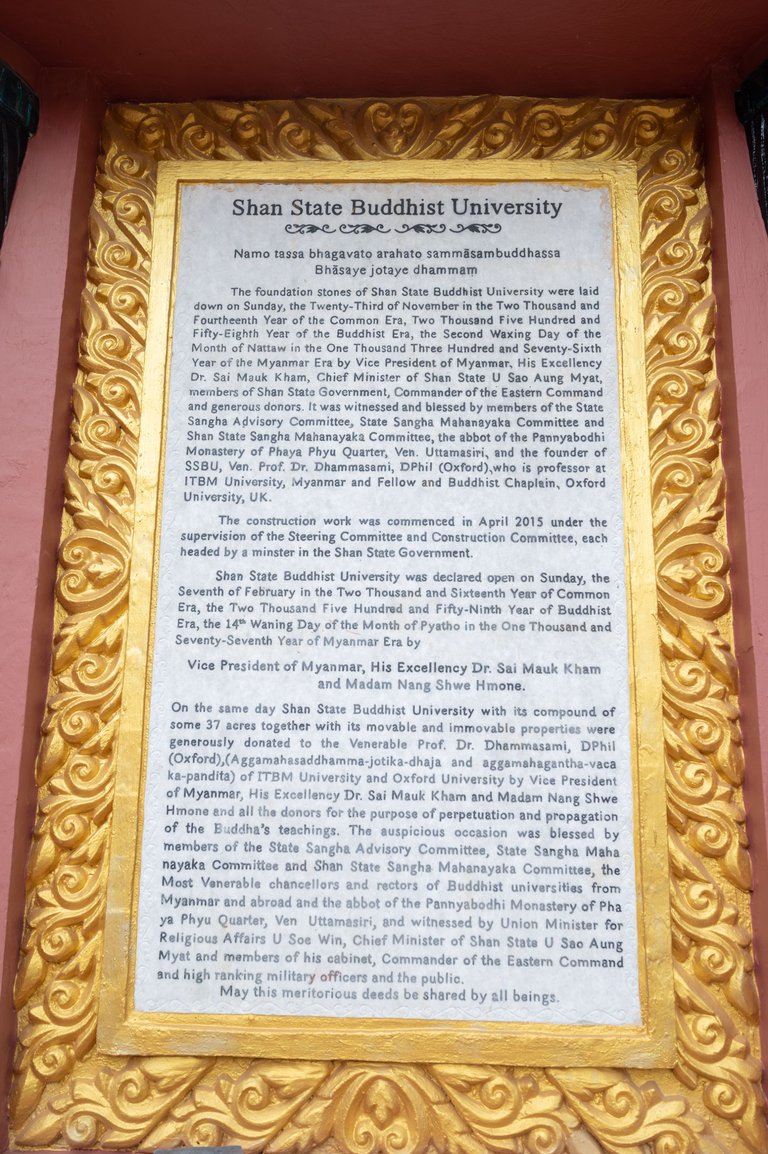 Shan State Buddhist University
Namo tassa bhagavato arahato sammāsambuddhassa
Bhāsaye jotaye dhammaṃ
The foundation stones of Shan State Buddhist University were laid
down on Sunday, the Twenty-Third of November in the Two Thousand and
Fourtheenth Year of the Common Era, Two Thousand Five Hundred and
Fifty-Eighth Year of the Buddhist Era, the Second Waxing Day of the
Month of Nattaw in the One Thousand Three Hundred and Seventy-Sixth
Year of the Myanmar Era by Vice President of Myanmar, His Excellency
Dr. Sai Mauk Kham, Chief Minister of Shan State U Sao Aung Myat,
members of Shan State Government, Commander of the Eastern Command
and generous donors. It was witnessed and blessed by members of the State
Sangha Advisory Committee, State Sangha Mahanayaka Committee and
Shan State Sangha Mahanayaka Committee, the abbot of the Pannyabodhi
Monastery of Phaya Phyu Quarter, Ven. Uttamasiri, and the founder of
SSBU, Ven. Prof. Dr. Dhammasami, DPhil (Oxford),who is professor at
ITBM University, Myanmar and Fellow and Buddhist Chaplain, Oxford
University, UK.
The construction work was commenced in April 2015 under the
supervision of the Steering Committee and Construction Committee, each
headed by a minster in the Shan State Government.
Shan State Buddhist University was declared open on Sunday, the
Seventh of February in the Two Thousand and Sixteenth Year of Common
Era, the Two Thousand Five Hundred and Fifty-Ninth Year of Buddhist
Era, the 14th Waning Day of the Month of Pyatho in the One Thousand and
Seventy-Seventh Year of Myanmar Era by
Vice President of Myanmar, His Excellency Dr. Sai Mauk Kham
and Madam Nang Shwe Hmone.
On the same day Shan State Buddhist University with its compound of
some 37 acres together with its movable and immovable properties were
generously donated to the Venerable Prof. Dr. Dhammasami, DPhil
(Oxford),(Aggamahasaddhamma-jotika-dhaja and aggamahagantha-vaca
ka-pandita) of ITBM University and Oxford University by Vice President
of Myanmar, His Excellency Dr. Sai Mauk Kham and Madam Nang Shwe
Hmone and all the donors for the purpose of perpetuation and propagation
of the Buddha's teachings. The auspicious occasion was blessed by
members of the State Sangha Advisory Committee, State Sangha Maha
nayaka Committee and Shan State Sangha Mahanayaka Committee, the
Most Venerable chancellors and rectors of Buddhist universities from
Myanmar and abroad and the abbot of the Pannyabodhi Monastery of Pha
ya Phyu Quarter, Ven Uttamasiri, and witnessed by Union Minister for
Religious Affairs U Soe Win, Chief Minister of Shan State U Sao Aung
Myat and members of his cabinet, Commander of the Eastern Command
and high ranking military officers and the public.
May this meritorious deeds be shared by all beings.